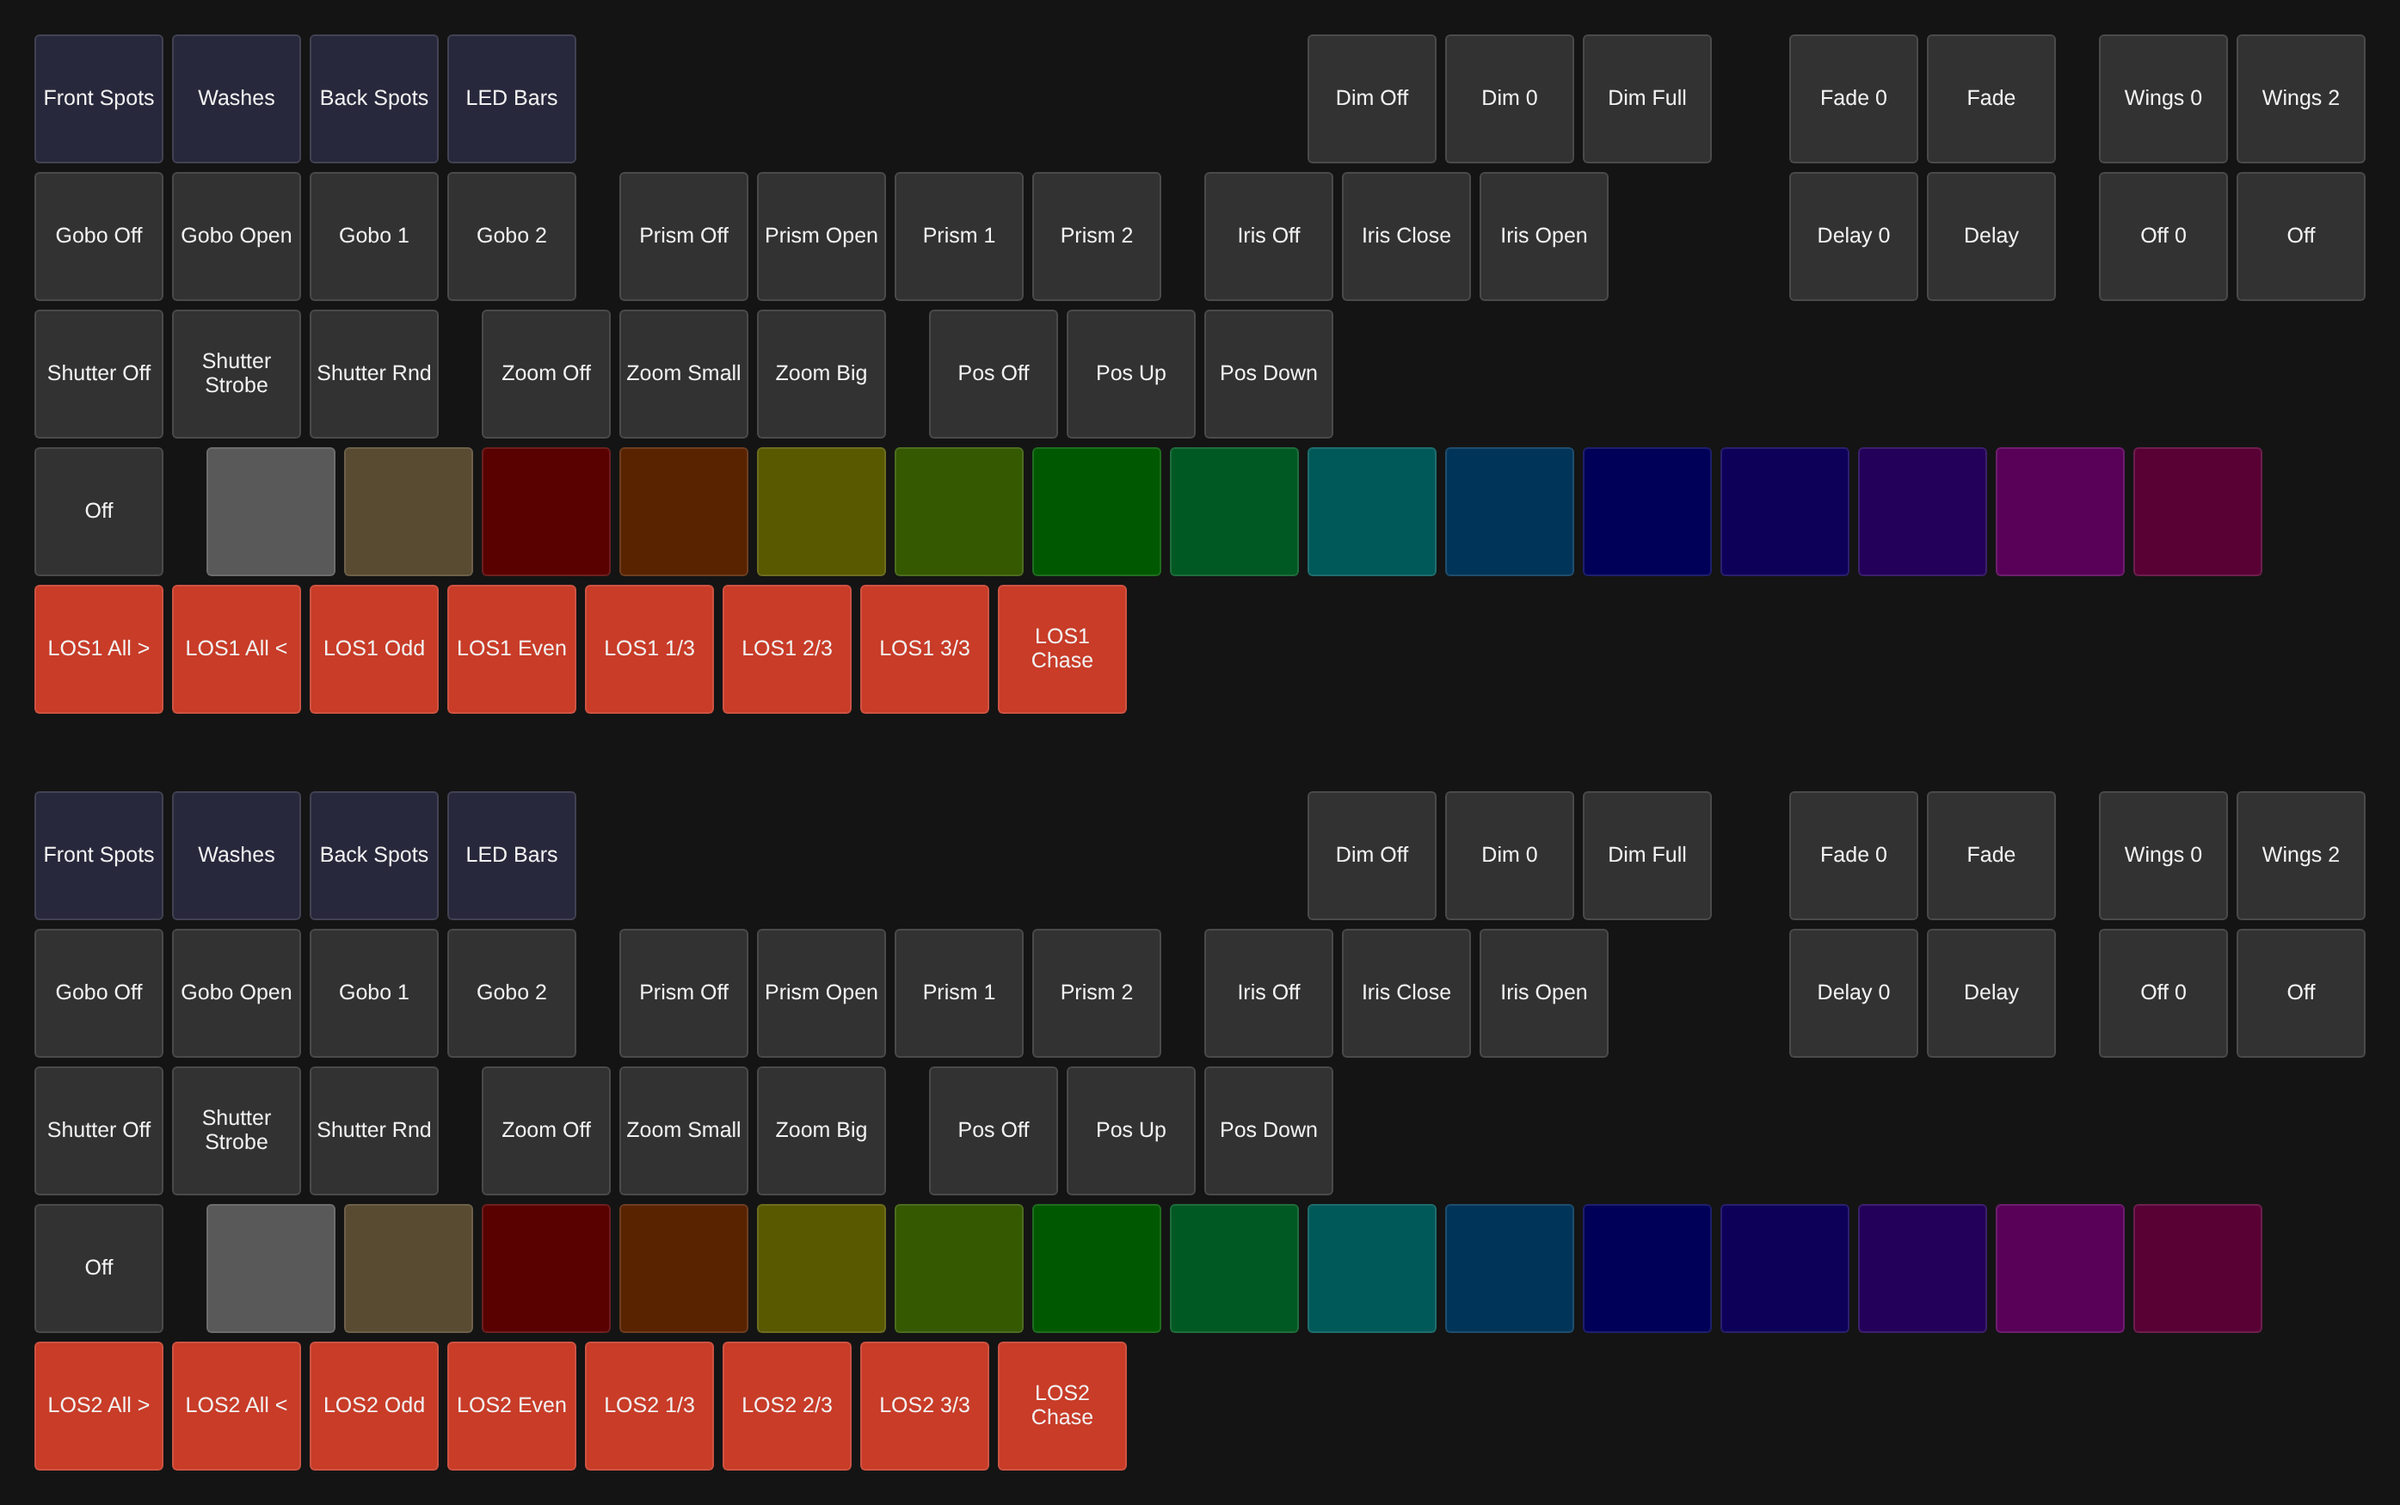 Front Spots Washes Back Spots LED Bars Dim Off Dim 0 Dim Full Fade 0 Fade Wings 0 Wings 2
Gobo Off Gobo Open Gobo 1 Gobo 2 Prism Off Prism Open Prism 1 Prism 2 Iris Off Iris Close Iris Open Delay 0 Delay Off 0 Off
Shutter Off Shutter Strobe Shutter Rnd Zoom Off Zoom Small Zoom Big Pos Off Pos Up Pos Down
Off
LOS1 All > LOS1 All < LOS1 Odd LOS1 Even LOS1 1/3 LOS1 2/3 LOS1 3/3 LOS1 Chase
Front Spots Washes Back Spots LED Bars Dim Off Dim 0 Dim Full Fade 0 Fade Wings 0 Wings 2
Gobo Off Gobo Open Gobo 1 Gobo 2 Prism Off Prism Open Prism 1 Prism 2 Iris Off Iris Close Iris Open Delay 0 Delay Off 0 Off
Shutter Off Shutter Strobe Shutter Rnd Zoom Off Zoom Small Zoom Big Pos Off Pos Up Pos Down
Off
LOS2 All > LOS2 All < LOS2 Odd LOS2 Even LOS2 1/3 LOS2 2/3 LOS2 3/3 LOS2 Chase